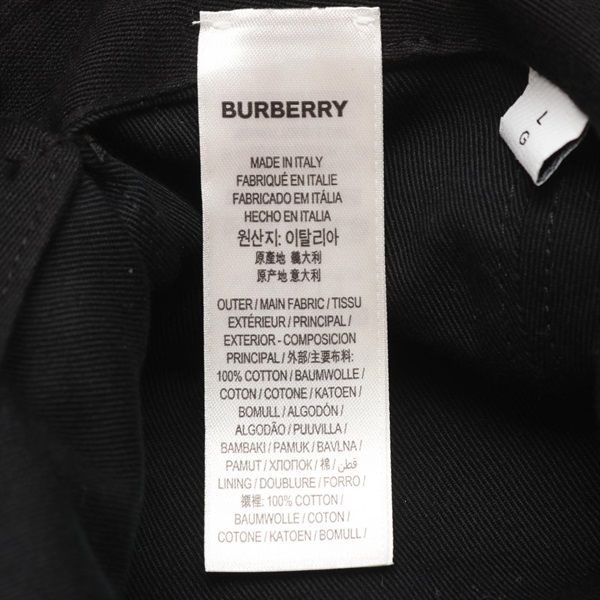 BURBERRY
MADE IN ITALY
FABRIQUÉ EN ITALIE
FABRICADO EM ITÁLIA
HECHO EN ITALIA
원산지: 이탈리아
原產地 義大利
原产地 意大利
OUTER / MAIN FABRIC / TISSU
EXTÉRIEUR / PRINCIPAL /
EXTERIOR - COMPOSICION
PRINCIPAL / 外部/主要布料:
100% COTTON / BAUMWOLLE /
COTON / COTONE / KATOEN /
BOMULL / ALGODÓN /
ALGODÃO / PUUVILLA /
BAMBAKI / PAMUK / BAVLNA /
PAMUT / ХЛОПОК / 棉 / قطن /
LINING / DOUBLURE / FORRO /
襯裡: 100% COTTON /
BAUMWOLLE / COTON /
COTONE / KATOEN / BOMULL /
L
G